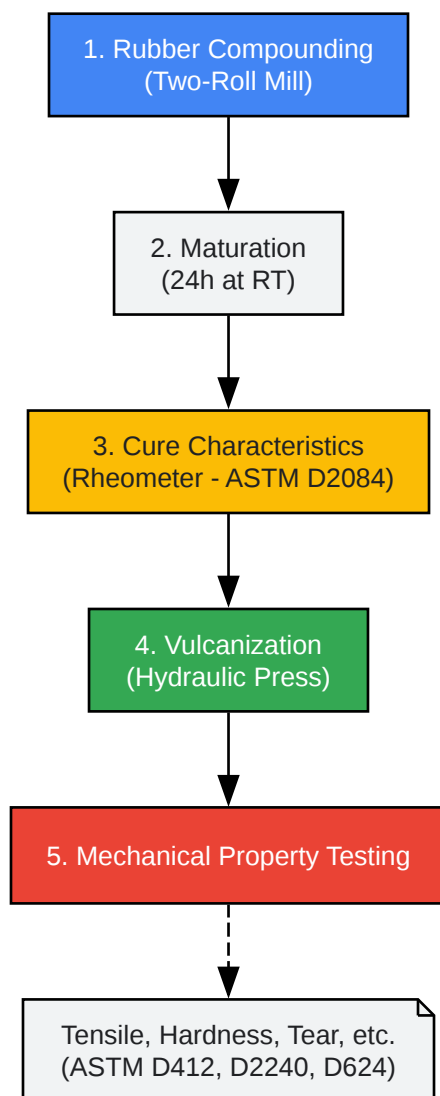 1. Rubber Compounding
(Two-Roll Mill)
2. Maturation
(24h at RT)
3. Cure Characteristics
(Rheometer - ASTM D2084)
4. Vulcanization
(Hydraulic Press)
5. Mechanical Property Testing
Tensile, Hardness, Tear, etc.
(ASTM D412, D2240, D624)